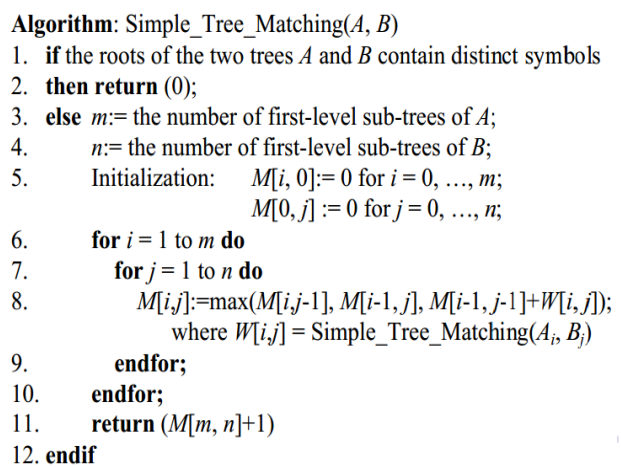 Algorithm: Simple_Tree_Matching(A, B)
1. if the roots of the two trees A and B contain distinct symbols
2. then return (0);
3. else m:= the number of first-level sub-trees of A;
4. n:= the number of first-level sub-trees of B;
5. Initialization: M[i, 0]:= 0 for i = 0, …, m;
M[0, j] := 0 for j = 0, …, n;
6. for i = 1 to m do
7. for j = 1 to n do
8. M[i,j]:=max(M[i,j-1], M[i-1, j], M[i-1, j-1]+W[i, j]);
where W[i,j] = Simple_Tree_Matching(Ai, Bj)
9. endfor;
10. endfor;
11. return (M[m, n]+1)
12. endif